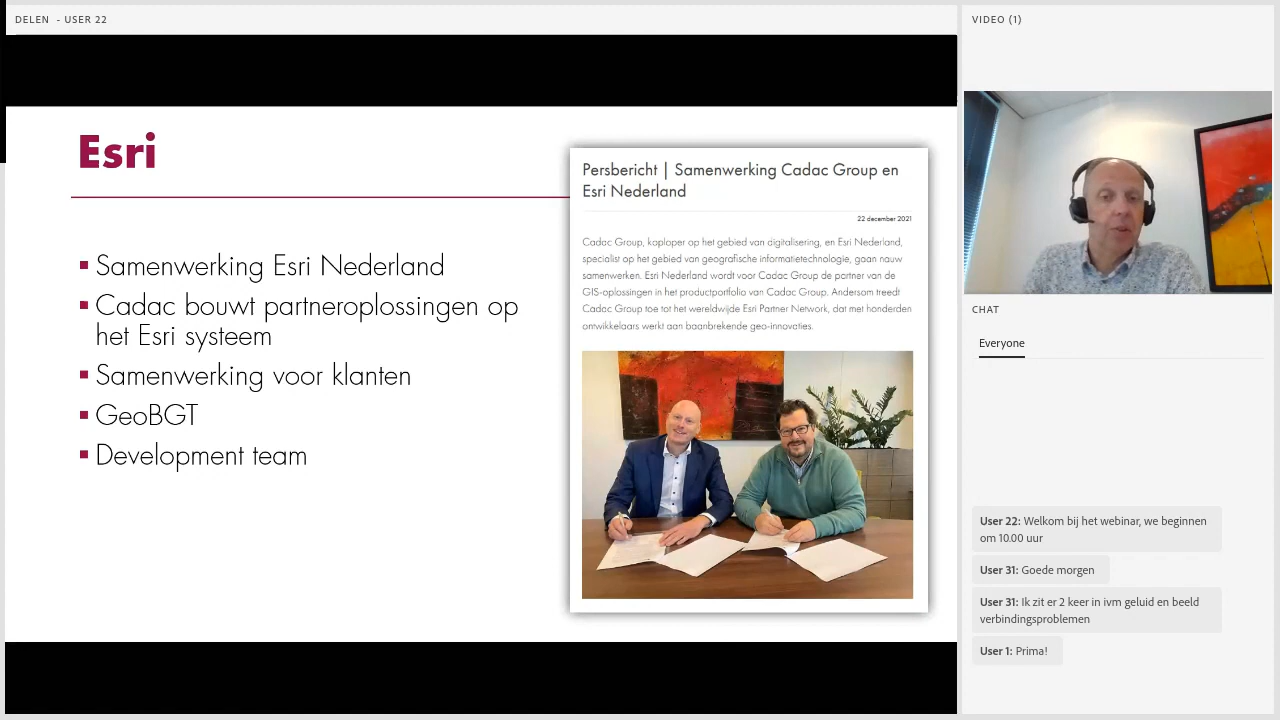 DELEN - USER 22
Esri
Samenwerking Esri Nederland
Cadac bouwt partneroplossingen op
het Esri systeem
Samenwerking voor klanten
GeoBGT
Development team
Persbericht | Samenwerking Cadac Group en
Esri Nederland
22 december 2021
Cadac Group, koploper op het gebied van digitalisering, en Esri Nederland,
specialist op het gebied van geografische informatietechnologie, gaan nauw
samenwerken. Esri Nederland wordt voor Cadac Group de partner van de
GIS-oplossingen in het productportfolio van Cadac Group. Andersom treedt
Cadac Group toe tot het wereldwijde Esri Partner Network, dat met honderden
ontwikkelaars werkt aan baanbrekende geo-innovaties.
VIDEO (1)
CHAT
Everyone
User 22: Welkom bij het webinar, we beginnen
om 10.00 uur
User 31: Goede morgen
User 31: Ik zit er 2 keer in ivm geluid en beeld
verbindingsproblemen
User 1: Prima!